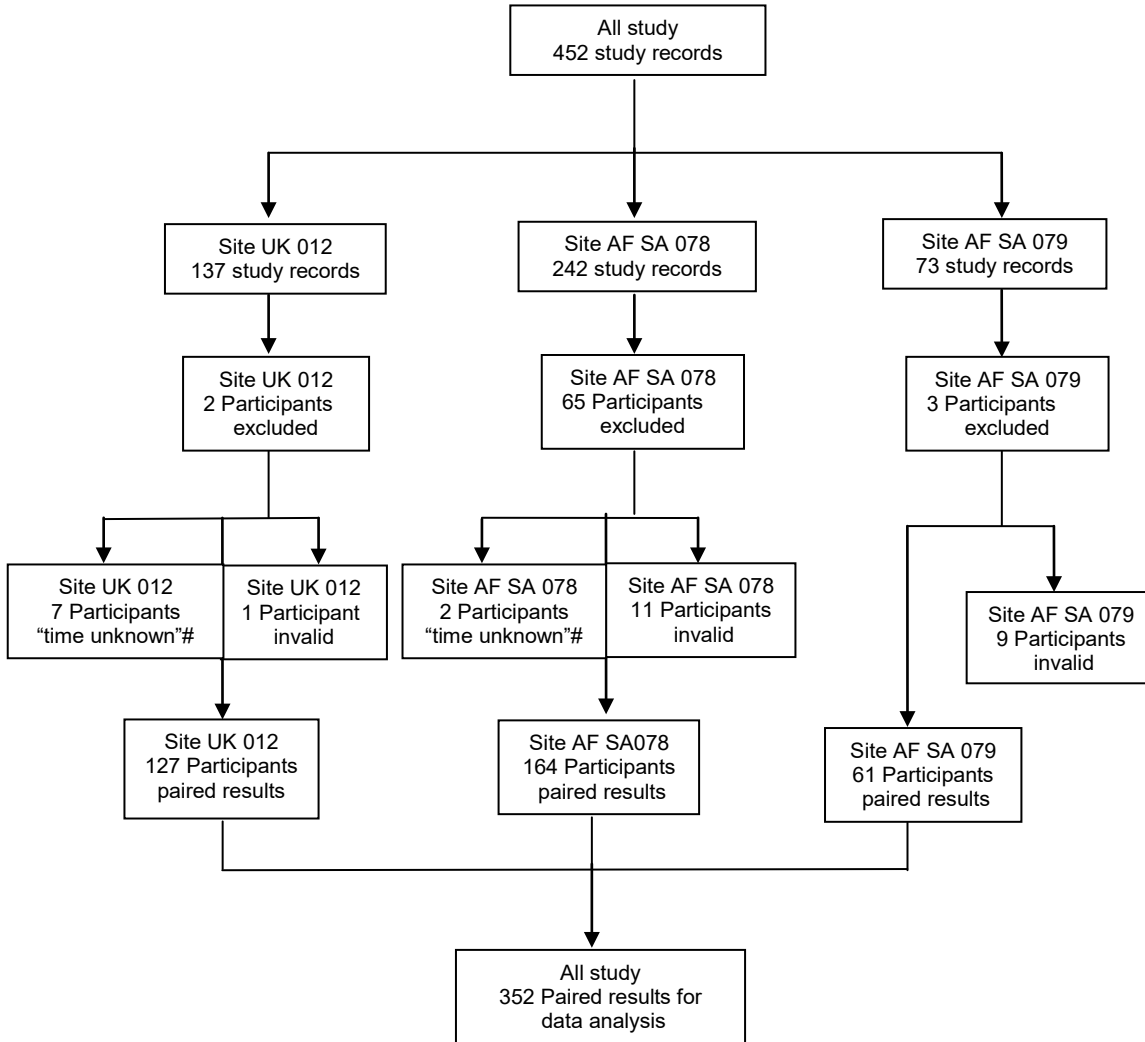 All study
452 study records
Site UK 012
137 study records
Site AF SA 078
242 study records
Site AF SA 079
73 study records
Site UK 012
2 Participants
excluded
Site AF SA 078
65 Participants
excluded
Site AF SA 079
3 Participants
excluded
Site UK 012
7 Participants
“time unknown”#
Site UK 012
1 Participant
invalid
Site AF SA 078
2 Participants
“time unknown”#
Site AF SA 078
11 Participants
invalid
Site AF SA 079
9 Participants
invalid
Site UK 012
127 Participants
paired results
Site AF SA078
164 Participants
paired results
Site AF SA 079
61 Participants
paired results
All study
352 Paired results for
data analysis